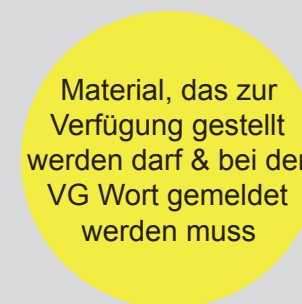 Material, das zur
Verfügung gestellt
werden darf & bei der
VG Wort gemeldet
werden muss